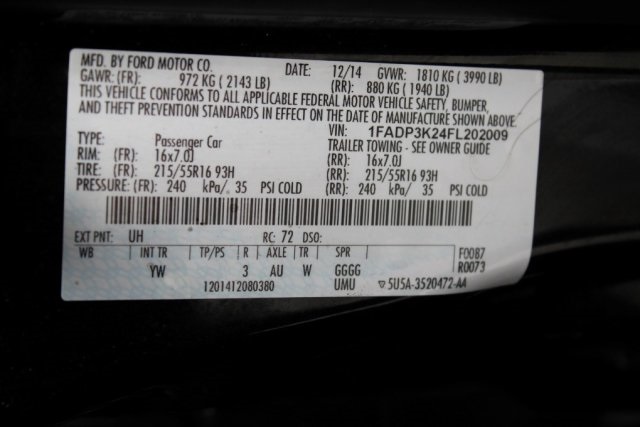 MFD. BY FORD MOTOR CO.
DATE: 12/14 GVWR: 1810 KG ( 3990 LB)
GAWR: (FR): 972 KG ( 2143 LB) (RR): 880 KG ( 1940 LB)
THIS VEHICLE CONFORMS TO ALL APPLICABLE FEDERAL MOTOR VEHICLE SAFETY, BUMPER,
AND THEFT PREVENTION STANDARDS IN EFFECT ON THE DATE OF MANUFACTURE SHOWN ABOVE.
VIN: 1FADP3K24FL202009
Passenger Car TRAILER TOWING - SEE OWNER GUIDE
RIM: (FR): 16x7.0J (RR): 16x7.0J
TIRE: (FR): 215/55R16 93H (RR): 215/55R16 93H
PRESSURE: (FR): 240 kPa/ 35 PSI COLD (RR): 240 kPa/ 35 PSI COLD
EXT PNT: UH RC: 72 DSO:
WB INT TR TP/PS R AXLE TR SPR F0087
YW 3 AU W GGGG R0073
1201412080380 UMU ▽5U5A-3520472-AA